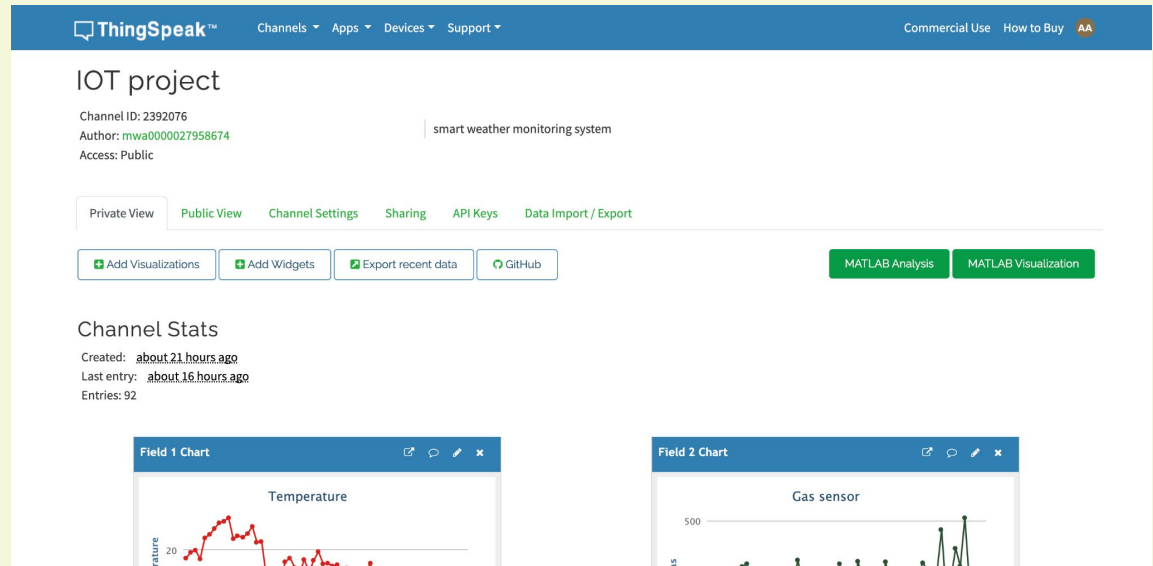 ThingSpeak™ Channels Apps Devices Support Commercial Use How to Buy AA
IOT project
Channel ID: 2392076
Author: mwa0000027958674
Access: Public
smart weather monitoring system
Private View Public View Channel Settings Sharing API Keys Data Import / Export
Add Visualizations Add Widgets Export recent data GitHub MATLAB Analysis MATLAB Visualization
Channel Stats
Created: about 21 hours ago
Last entry: about 16 hours ago
Entries: 92
Field 1 Chart
Temperature
20
Field 2 Chart
Gas sensor
500